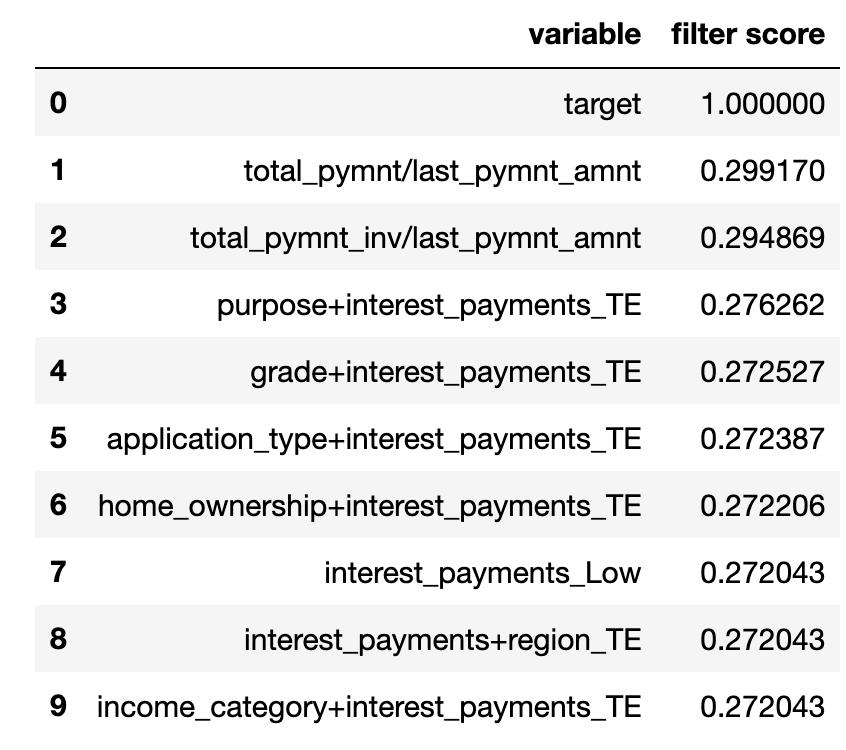 variable filter score
0 target 1.000000
1 total_pymnt/last_pymnt_amnt 0.299170
2 total_pymnt_inv/last_pymnt_amnt 0.294869
3 purpose+interest_payments_TE 0.276262
4 grade+interest_payments_TE 0.272527
5 application_type+interest_payments_TE 0.272387
6 home_ownership+interest_payments_TE 0.272206
7 interest_payments_Low 0.272043
8 interest_payments+region_TE 0.272043
9 income_category+interest_payments_TE 0.272043